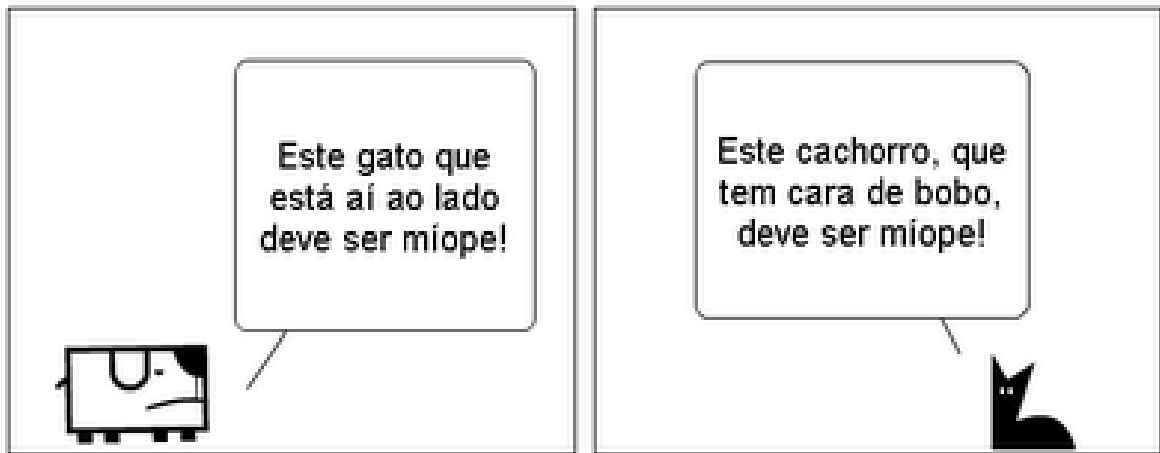 Este gato que
está aí ao lado
deve ser míope!
Este cachorro, que
tem cara de bobo,
deve ser míope!